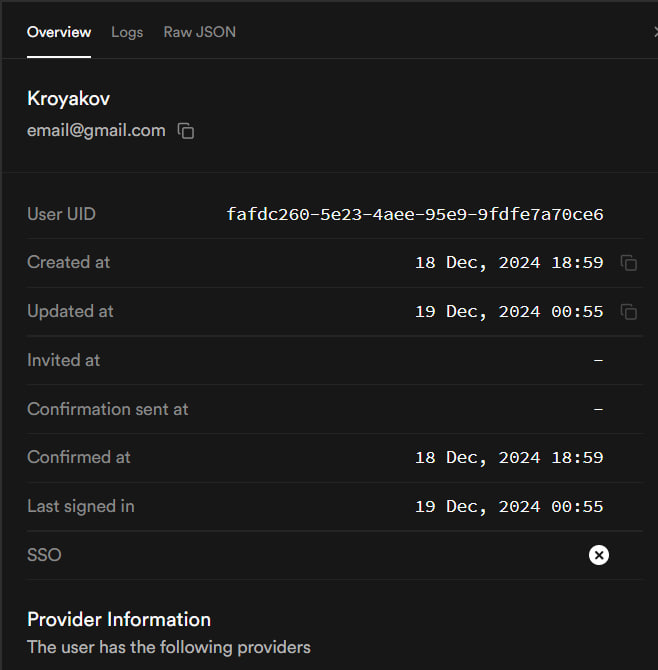 Overview Logs Raw JSON
Kroyakov
email@gmail.com
User UID fafdc260-5e23-4aee-95e9-9fdfe7a70ce6
Created at 18 Dec, 2024 18:59
Updated at 19 Dec, 2024 00:55
Invited at –
Confirmation sent at –
Confirmed at 18 Dec, 2024 18:59
Last signed in 19 Dec, 2024 00:55
SSO
Provider Information
The user has the following providers